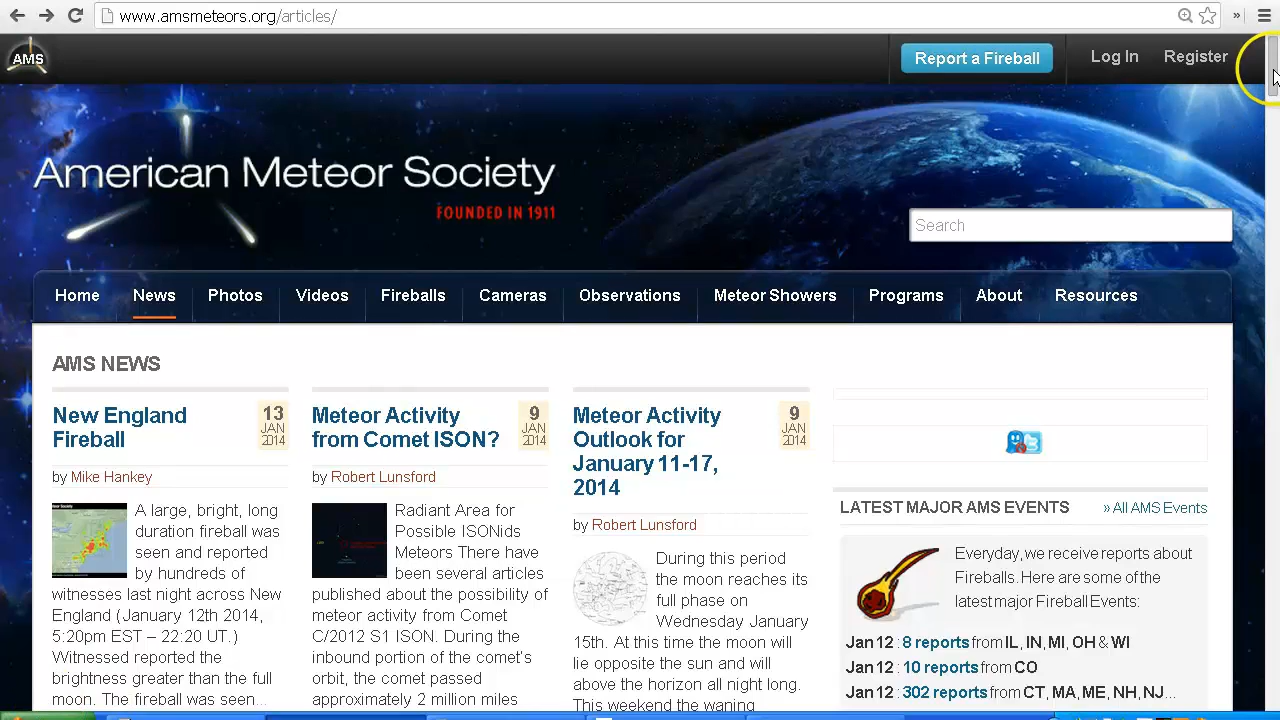 www.amsmeteors.org/articles/
AMS
Report a Fireball
Log In
Register
American Meteor Society
FOUNDED IN 1911
Search
Home
News
Photos
Videos
Fireballs
Cameras
Observations
Meteor Showers
Programs
About
Resources
AMS NEWS
New England
Fireball
13
JAN
2014
by Mike Hankey
A large, bright, long
duration fireball was
seen and reported
by hundreds of
witnesses last night across New
England (January 12th 2014,
5:20pm EST – 22:20 UT.)
Witnessed reported the
brightness greater than the full
moon. The fireball was seen...
Meteor Activity
from Comet ISON?
9
JAN
2014
by Robert Lunsford
Radiant Area for
Possible ISONids
Meteors There have
been several articles
published about the possibility of
meteor activity from Comet
C/2012 S1 ISON. During the
inbound portion of the comet's
orbit, the comet passed
approximately 2 million miles
Meteor Activity
Outlook for
January 11-17,
2014
9
JAN
2014
by Robert Lunsford
During this period,
the moon reaches its
full phase on
Wednesday January
15th. At this time the moon will
lie opposite the sun and will
above the horizon all night long.
This weekend the
LATEST MAJOR AMS EVENTS
» All AMS Events
Everyday, we receive reports about
Fireballs. Here are some of the
latest major Fireball Events:
Jan 12 : 8 reports from IL, IN, MI, OH & WI
Jan 12 : 10 reports from CO
Jan 12 : 302 reports from CT, MA, ME, NH, NJ...